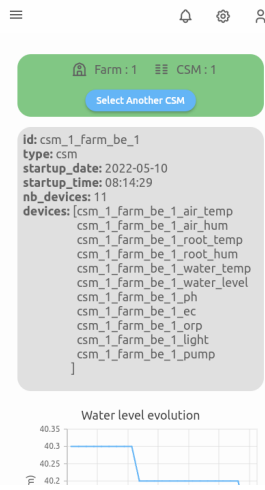 Farm : 1 CSM : 1
Select Another CSM
id: csm_1_farm_be_1
type: csm
startup_date: 2022-05-10
startup_time: 08:14:29
nb_devices: 11
devices: [csm_1_farm_be_1_air_temp
csm_1_farm_be_1_air_hum
csm_1_farm_be_1_root_temp
csm_1_farm_be_1_root_hum
csm_1_farm_be_1_water_temp
csm_1_farm_be_1_water_level
csm_1_farm_be_1_ph
csm_1_farm_be_1_ec
csm_1_farm_be_1_orp
csm_1_farm_be_1_light
csm_1_farm_be_1_pump
]
Water level evolution
40.35
40.3
40.25
40.2